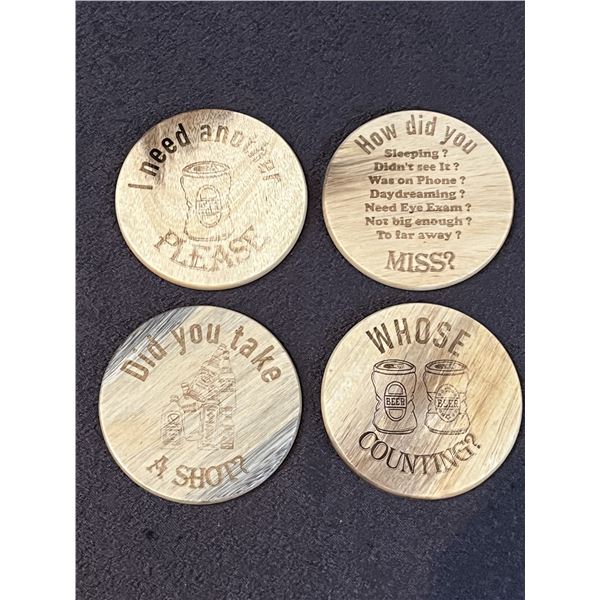 I need another
PLEASE
How did you
Sleeping?
Didn't see It?
Was on Phone?
Daydreaming?
Need Eye Exam?
Not big enough?
To far away?
MISS?
Did you take
A SHOT?
WHOSE
BEER
BEER
COUNTING?